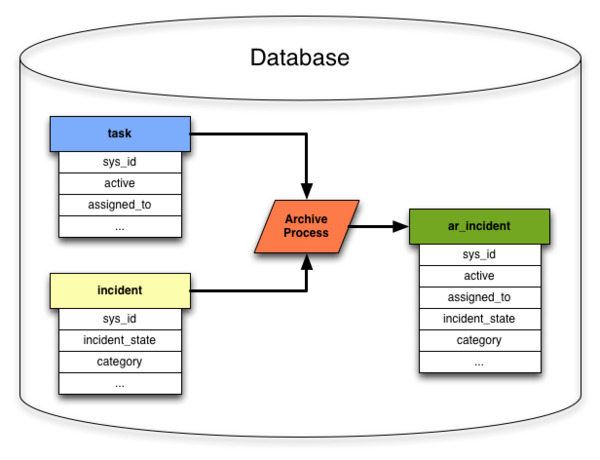 Database
task
sys_id
active
assigned_to
...
incident
sys_id
incident_state
category
...
Archive
Process
ar_incident
sys_id
active
assigned_to
incident_state
category
...